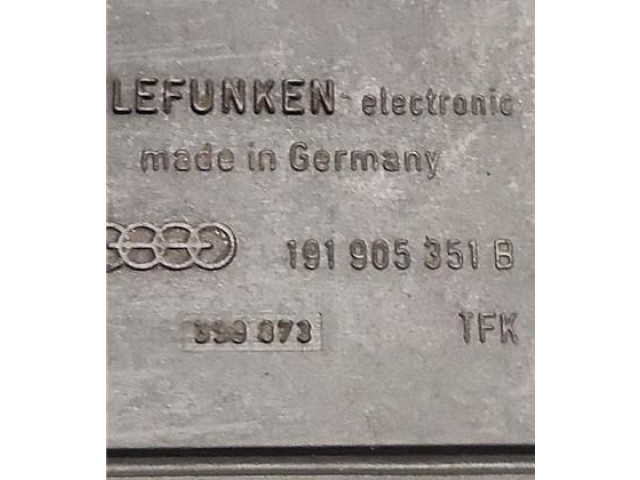 LEFUNKEN electronic
made in Germany
191 905 351 B
TFK